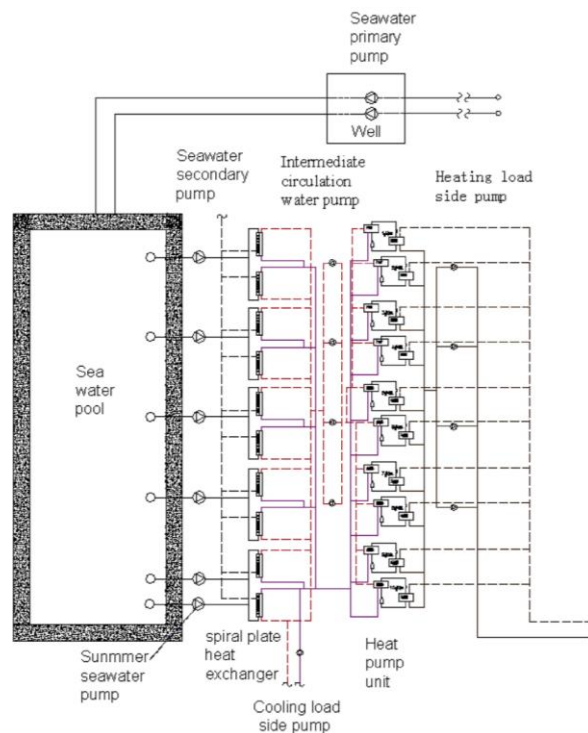 Seawater
primary
pump
Well
Seawater
secondary
pump
Intermediate
circulation
water pump
Heating load
side pump
Sea
water
pool
Sunmmer
seawater
pump
spiral plate
heat
exchanger
Heat
pump
unit
Cooling load
side pump